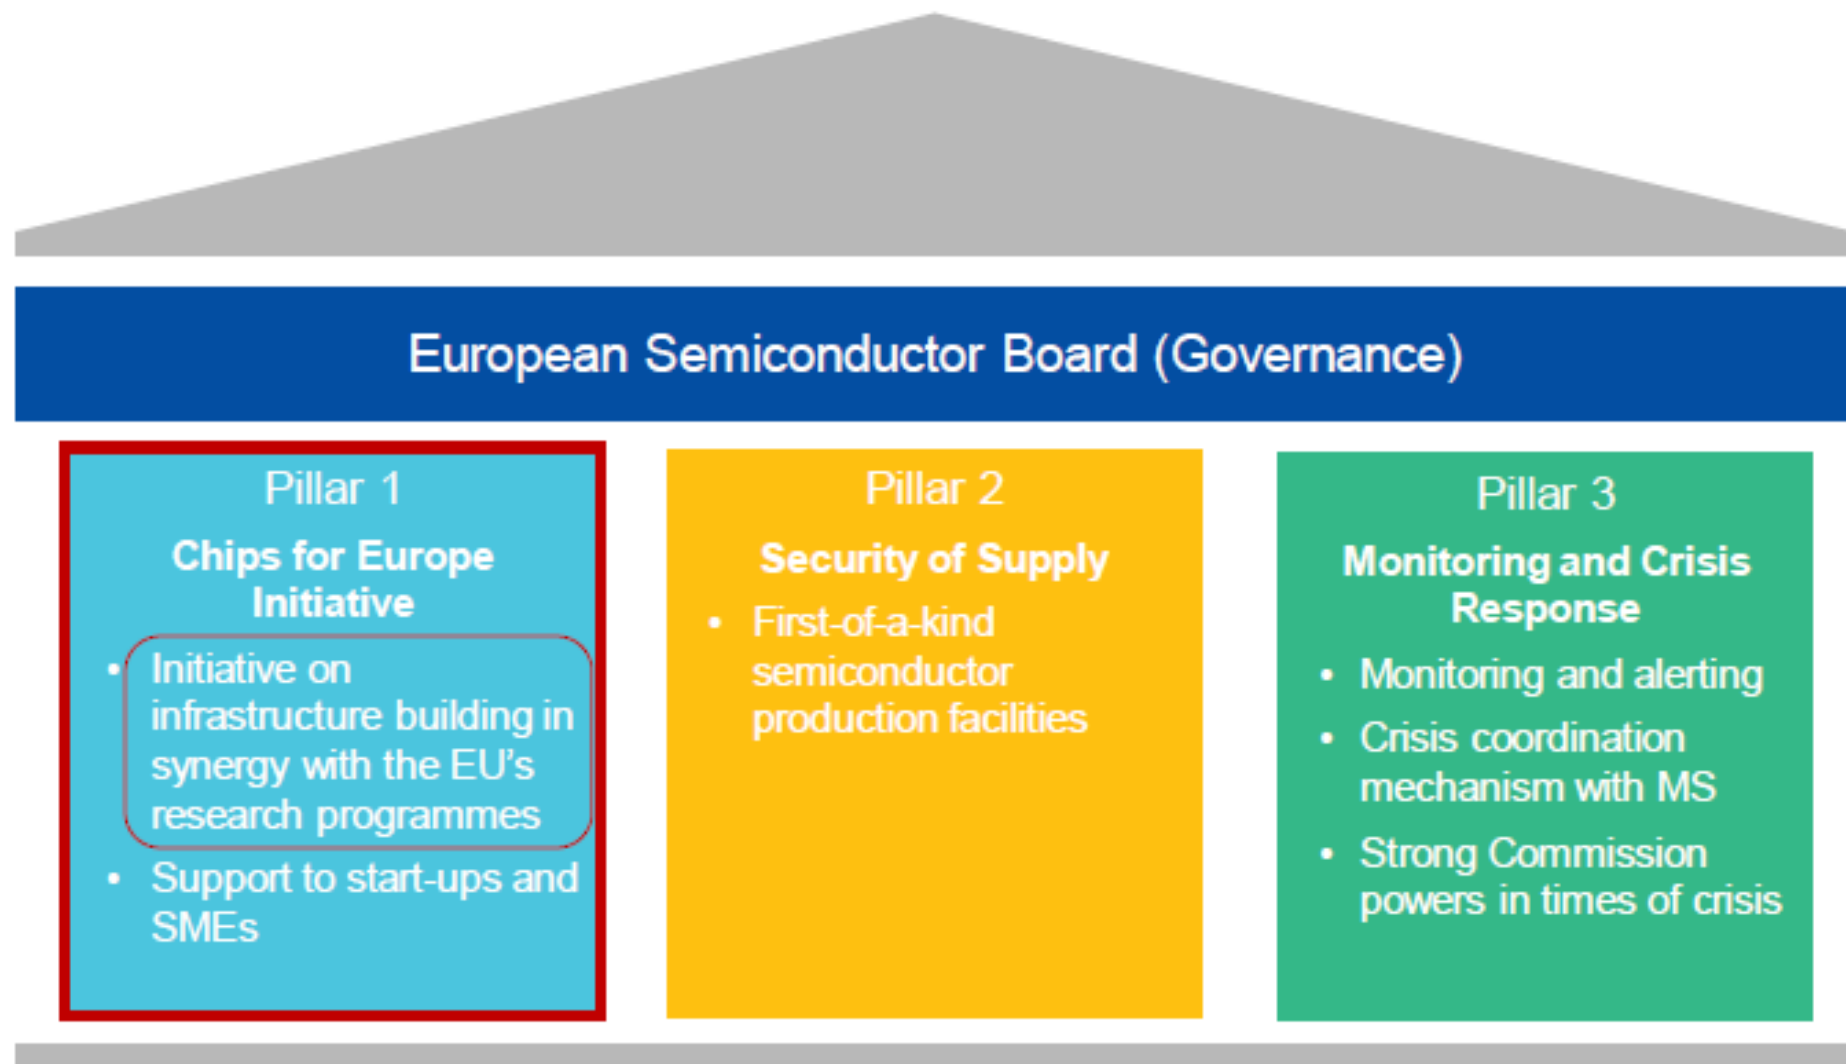 European Semiconductor Board (Governance)
Pillar 1
Chips for Europe
Initiative
• Initiative on
infrastructure building in
synergy with the EU's
research programmes
• Support to start-ups and
SMEs
Pillar 2
Security of Supply
• First-of-a-kind
semiconductor
production facilities
Pillar 3
Monitoring and Crisis
Response
• Monitoring and alerting
• Crisis coordination
mechanism with MS
• Strong Commission
powers in times of crisis